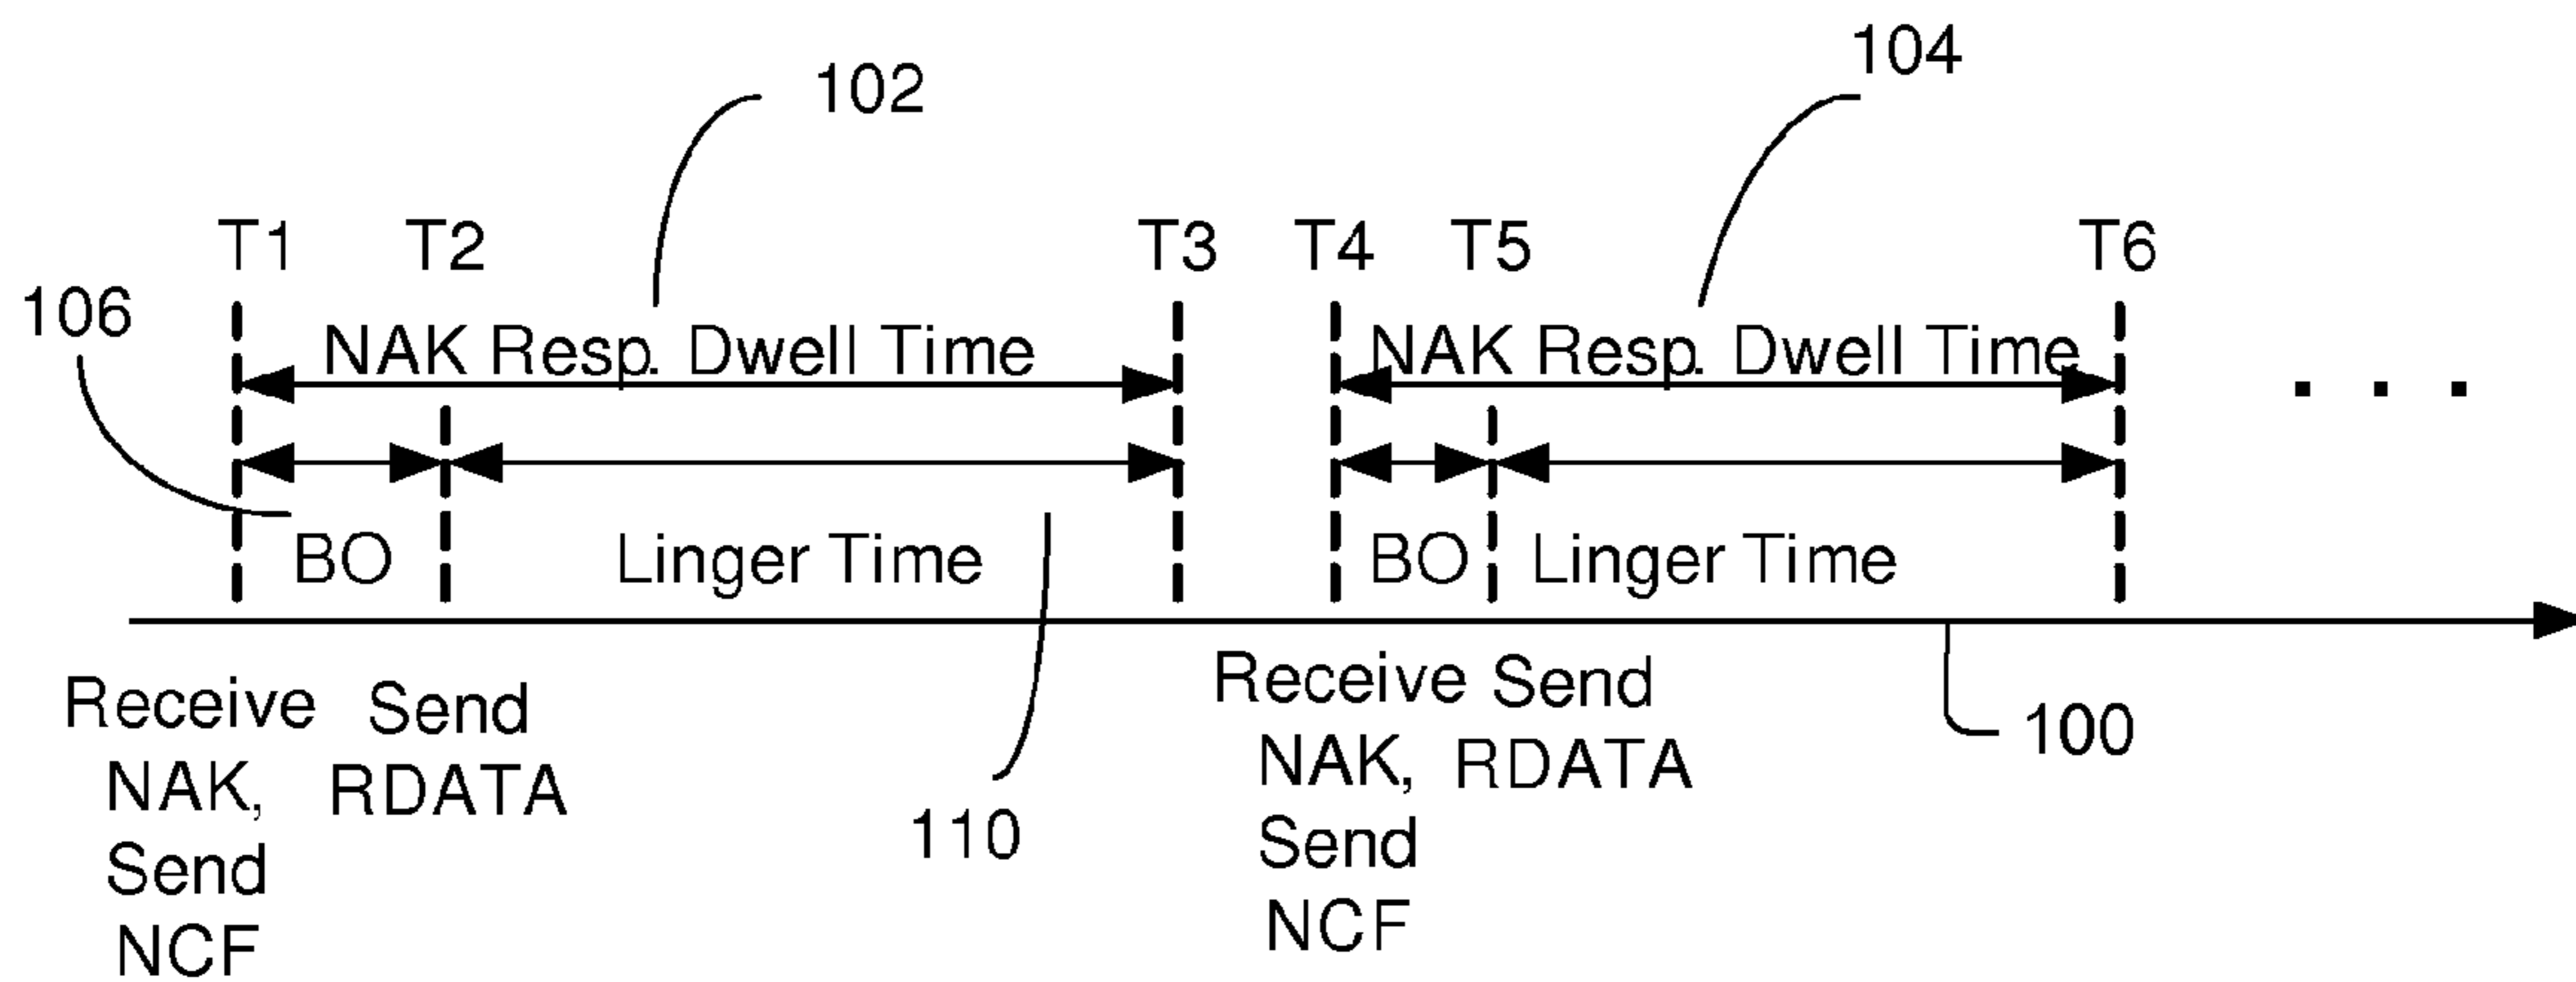 102
104
T1 T2 T3 T4 T5 T6
106
NAK Resp. Dwell Time NAK Resp. Dwell Time
. . .
BO Linger Time BO Linger Time
Receive Send
NAK, RDATA
Send
NCF
110
Receive Send
NAK, RDATA
Send
NCF
100